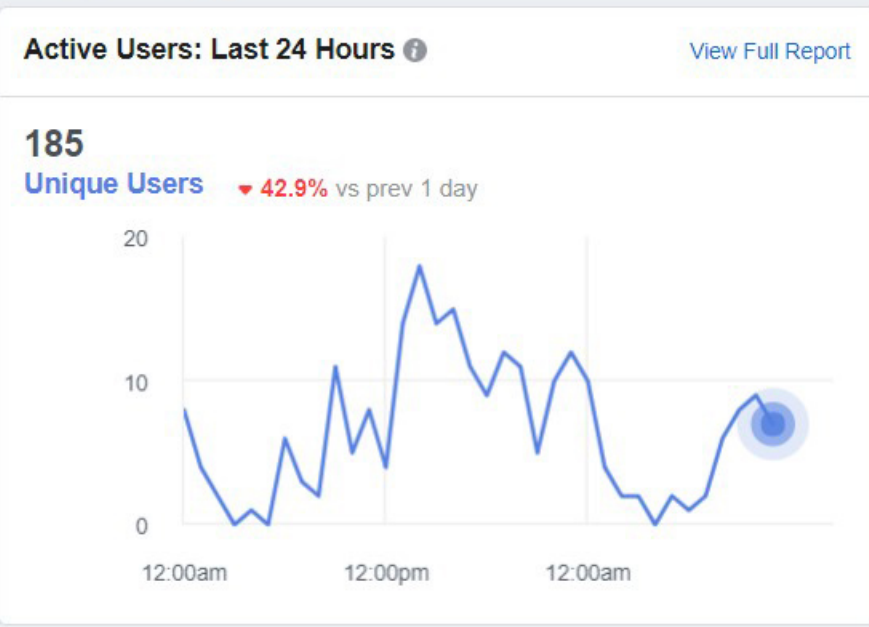 Active Users: Last 24 Hours View Full Report
185
Unique Users 42.9% vs prev 1 day
20
10
0
12:00am 12:00pm 12:00am